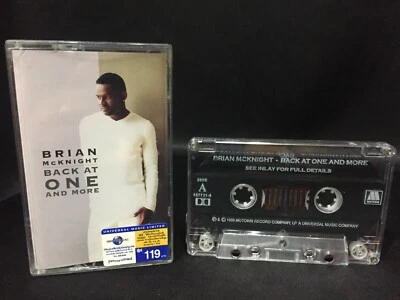 BRIAN
McKNIGHT
BACK AT
ONE
AND MORE
UNIVERSAL MUSIC LIMITED
119
BRIAN McKNIGHT - BACK AT ONE AND MORE
SEE INLAY FOR FULL DETAILS
SIDE
A
1999 MOTOWN RECORD COMPANY, LP A UNIVERSAL MUSIC COMPANY